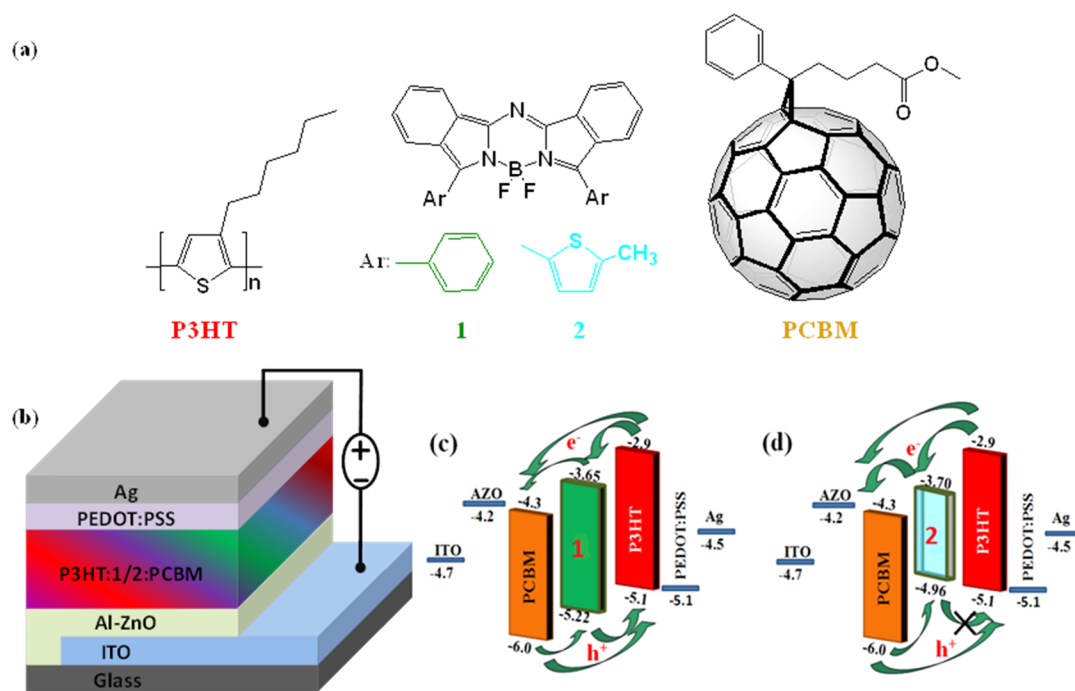 (a)
N
N
B
N
F
F
Ar
Ar
O
O
S
n
Ar:
S
CH3
P3HT
1
2
PCBM
(b)
+
−
Ag
PEDOT:PSS
P3HT:1/2:PCBM
Al-ZnO
ITO
Glass
(c)
e-
-2.9
-3.65
AZO
-4.2
-4.3
ITO
-4.7
PCBM
1
P3HT
PEDOT:PSS
Ag
-4.5
-5.1
-5.1
-5.22
-6.0
h+
(d)
e-
-2.9
-3.70
AZO
-4.2
-4.3
ITO
-4.7
PCBM
2
P3HT
PEDOT:PSS
Ag
-4.5
-4.96
-5.1
-5.1
-6.0
h+